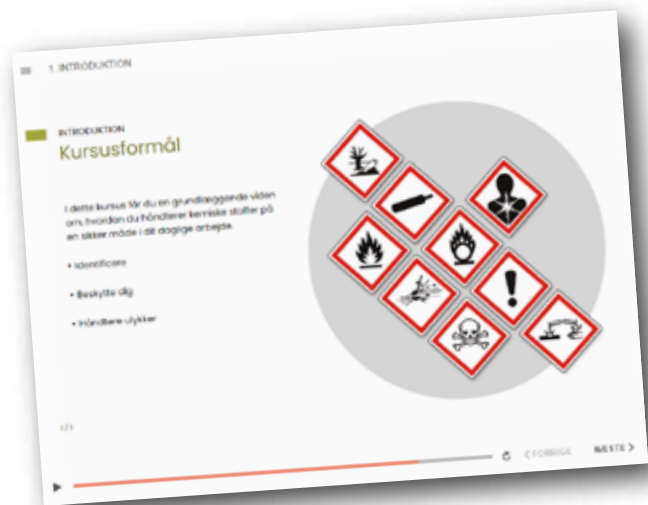 1. INTRODUKTION
INTRODUKTION
Kursusformål
I dette kursus får du en grundlæggende viden
om, hvordan du håndterer kemiske stoffer på
en sikker måde i dit daglige arbejde.
• Identificere
• Beskytte dig
• Håndtere ulykker
FORRIGE
NÆSTE